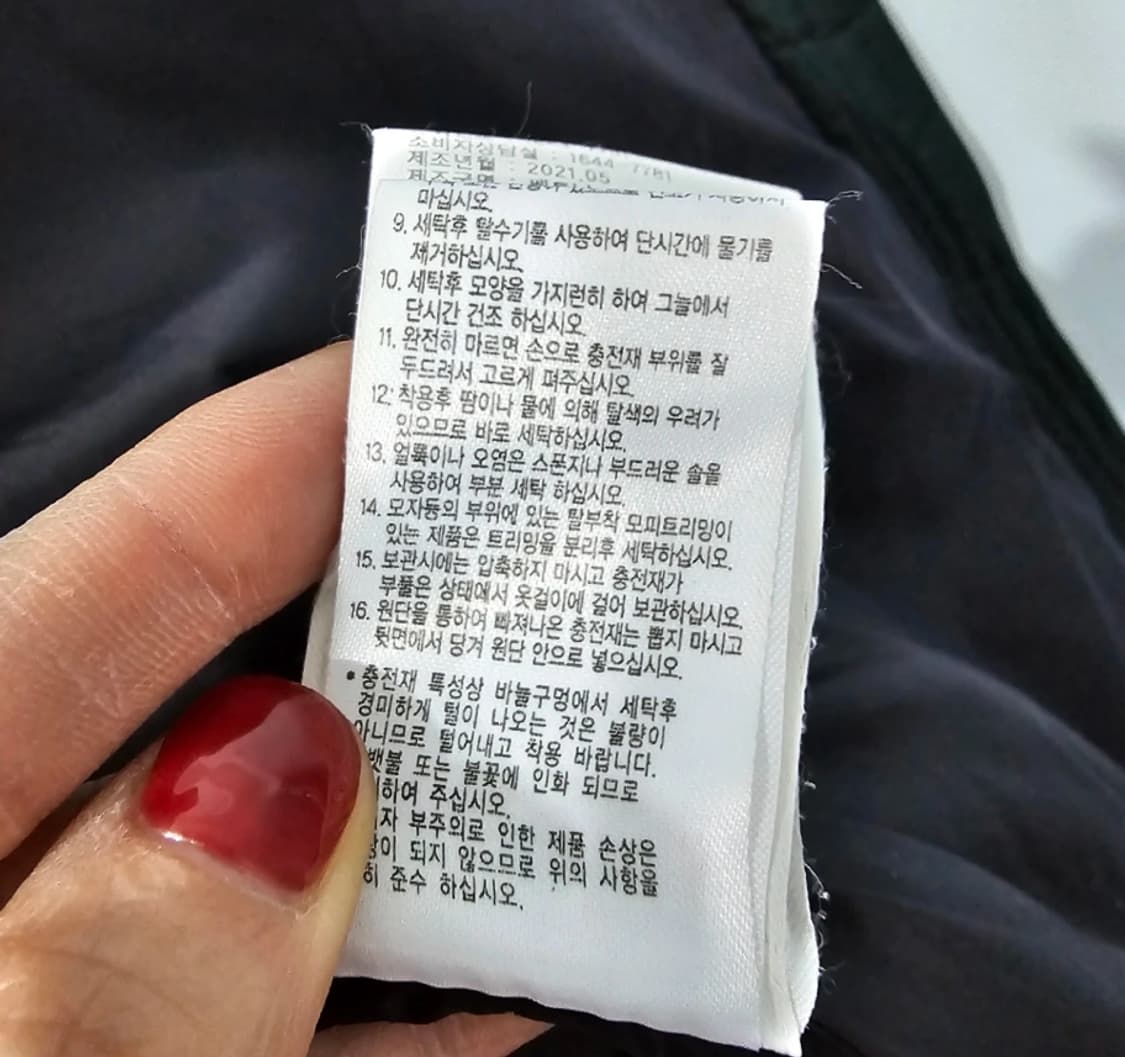 소비자상담실 : 1644 7781
제조년월 : 2021.05
제조국명
마십시오.
9. 세탁후 탈수기를 사용하여 단시간에 물기를
제거하십시오.
10. 세탁후 모양을 가지런히 하여 그늘에서
단시간 건조 하십시오
11. 완전히 마르면 손으로 충전재 부위를 잘
두드려서 고르게 펴주십시오.
12. 착용후 땀이나 물에 의해 탈색의 우려가
있으므로 바로 세탁하십시오.
13. 얼룩이나 오염은 스폰지나 부드러운 솔을
사용하여 부분 세탁 하십시오.
14. 모자등의 부위에 있는 탈부착 모피트리밍이
있는 제품은 트리밍을 분리후 세탁하십시오.
15. 보관시에는 압축하지 마시고 충전재가
부풀은 상태에서 옷걸이에 걸어 보관하십시오
16. 원단을 통하여 빠져나온 충전재는 뽑지 마시고
뒷면에서 당겨 원단 안으로 넣으십시오.
• 충전재 특성상 바늘구멍에서 세탁후
경미하게 털이 나오는 것은 불량이
아니므로 털어내고 착용 바랍니다.
또는 불꽃에 인화 되므로
하여 주십시오.
자 부주의로 인한 제품 손상은
이 되지 않으므로 위의 사항을
히 준수 하십시오.